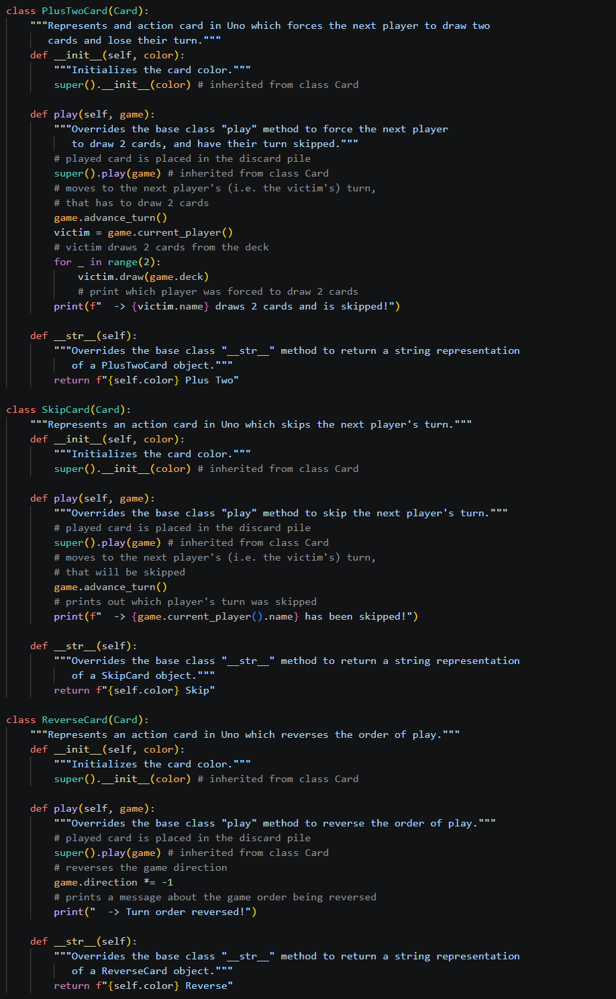 class PlusTwoCard(Card):
    """Represents and action card in Uno which forces the next player to draw two
       cards and lose their turn."""
    def __init__(self, color):
        """Initializes the card color."""
        super().__init__(color) # inherited from class Card

    def play(self, game):
        """Overrides the base class "play" method to force the next player
           to draw 2 cards, and have their turn skipped."""
        # played card is placed in the discard pile
        super().play(game) # inherited from class Card
        # moves to the next player's (i.e. the victim's) turn,
        # that has to draw 2 cards
        game.advance_turn()
        victim = game.current_player()
        # victim draws 2 cards from the deck
        for _ in range(2):
            victim.draw(game.deck)
            # print which player was forced to draw 2 cards
        print(f"  -> {victim.name} draws 2 cards and is skipped!")

    def __str__(self):
        """Overrides the base class "__str__" method to return a string representation
           of a PlusTwoCard object."""
        return f"{self.color} Plus Two"

class SkipCard(Card):
    """Represents an action card in Uno which skips the next player's turn."""
    def __init__(self, color):
        """Initializes the card color."""
        super().__init__(color) # inherited from class Card

    def play(self, game):
        """Overrides the base class "play" method to skip the next player's turn."""
        # played card is placed in the discard pile
        super().play(game) # inherited from class Card
        # moves to the next player's (i.e. the victim's) turn,
        # that will be skipped
        game.advance_turn()
        # prints out which player's turn was skipped
        print(f"  -> {game.current_player().name} has been skipped!")

    def __str__(self):
        """Overrides the base class "__str__" method to return a string representation
           of a SkipCard object."""
        return f"{self.color} Skip"

class ReverseCard(Card):
    """Represents an action card in Uno which reverses the order of play."""
    def __init__(self, color):
        """Initializes the card color."""
        super().__init__(color) # inherited from class Card

    def play(self, game):
        """Overrides the base class "play" method to reverse the order of play."""
        # played card is placed in the discard pile
        super().play(game) # inherited from class Card
        # reverses the game direction
        game.direction *= -1
        # prints a message about the game order being reversed
        print("  -> Turn order reversed!")

    def __str__(self):
        """Overrides the base class "__str__" method to return a string representation
           of a ReverseCard object."""
        return f"{self.color} Reverse"